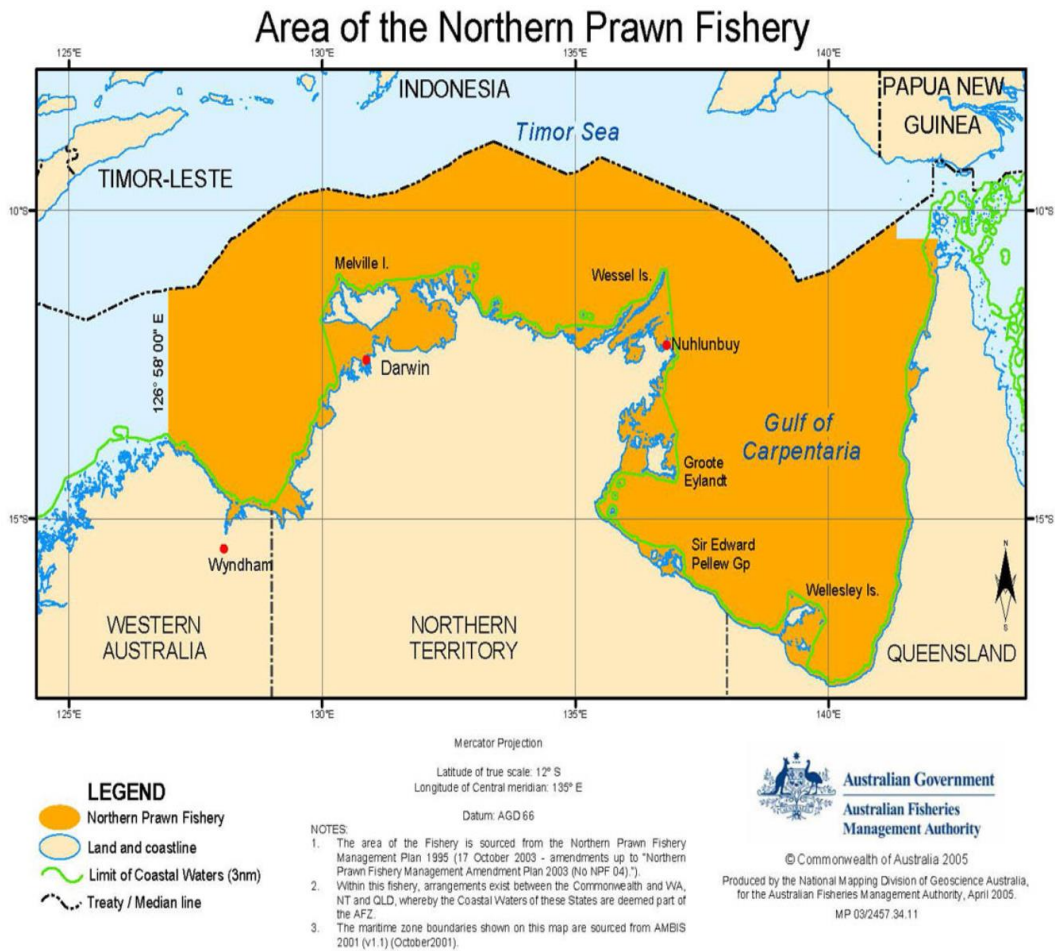 Area of the Northern Prawn Fishery
125°E 130°E 135°E 140°E
INDONESIA
PAPUA NEW
GUINEA
Timor Sea
TIMOR-LESTE
10°S 10°S
Melville I.
Wessel Is.
126° 58' 00" E
Nuhlunbuy
Darwin
Gulf of
Carpentaria
Groote
Eylandt
15°S 15°S
Sir Edward
Pellew Gp
N
Wyndham
Wellesley Is.
S
WESTERN
AUSTRALIA
NORTHERN
TERRITORY
QUEENSLAND
125°E 130°E 135°E 140°E
LEGEND
Northern Prawn Fishery
Land and coastline
Limit of Coastal Waters (3nm)
Treaty / Median line
Mercator Projection
Latitude of true scale: 12° S
Longitude of Central meridian: 135° E
Datum: AGD 66
NOTES:
1. The area of the Fishery is sourced from the Northern Prawn Fishery
Management Plan 1995 (17 October 2003 - amendments up to "Northern
Prawn Fishery Management Amendment Plan 2003 (No NPF 04).").
2. Within this fishery, arrangements exist between the Commonwealth and WA,
NT and QLD, whereby the Coastal Waters of these States are deemed part of
the AFZ.
3. The maritime zone boundaries shown on this map are sourced from AMBIS
2001 (v1.1) (October2001).
Australian Government
Australian Fisheries
Management Authority
© Commonwealth of Australia 2005
Produced by the National Mapping Division of Geoscience Australia,
for the Australian Fisheries Management Authority, April 2005.
MP 03/2457.34.11